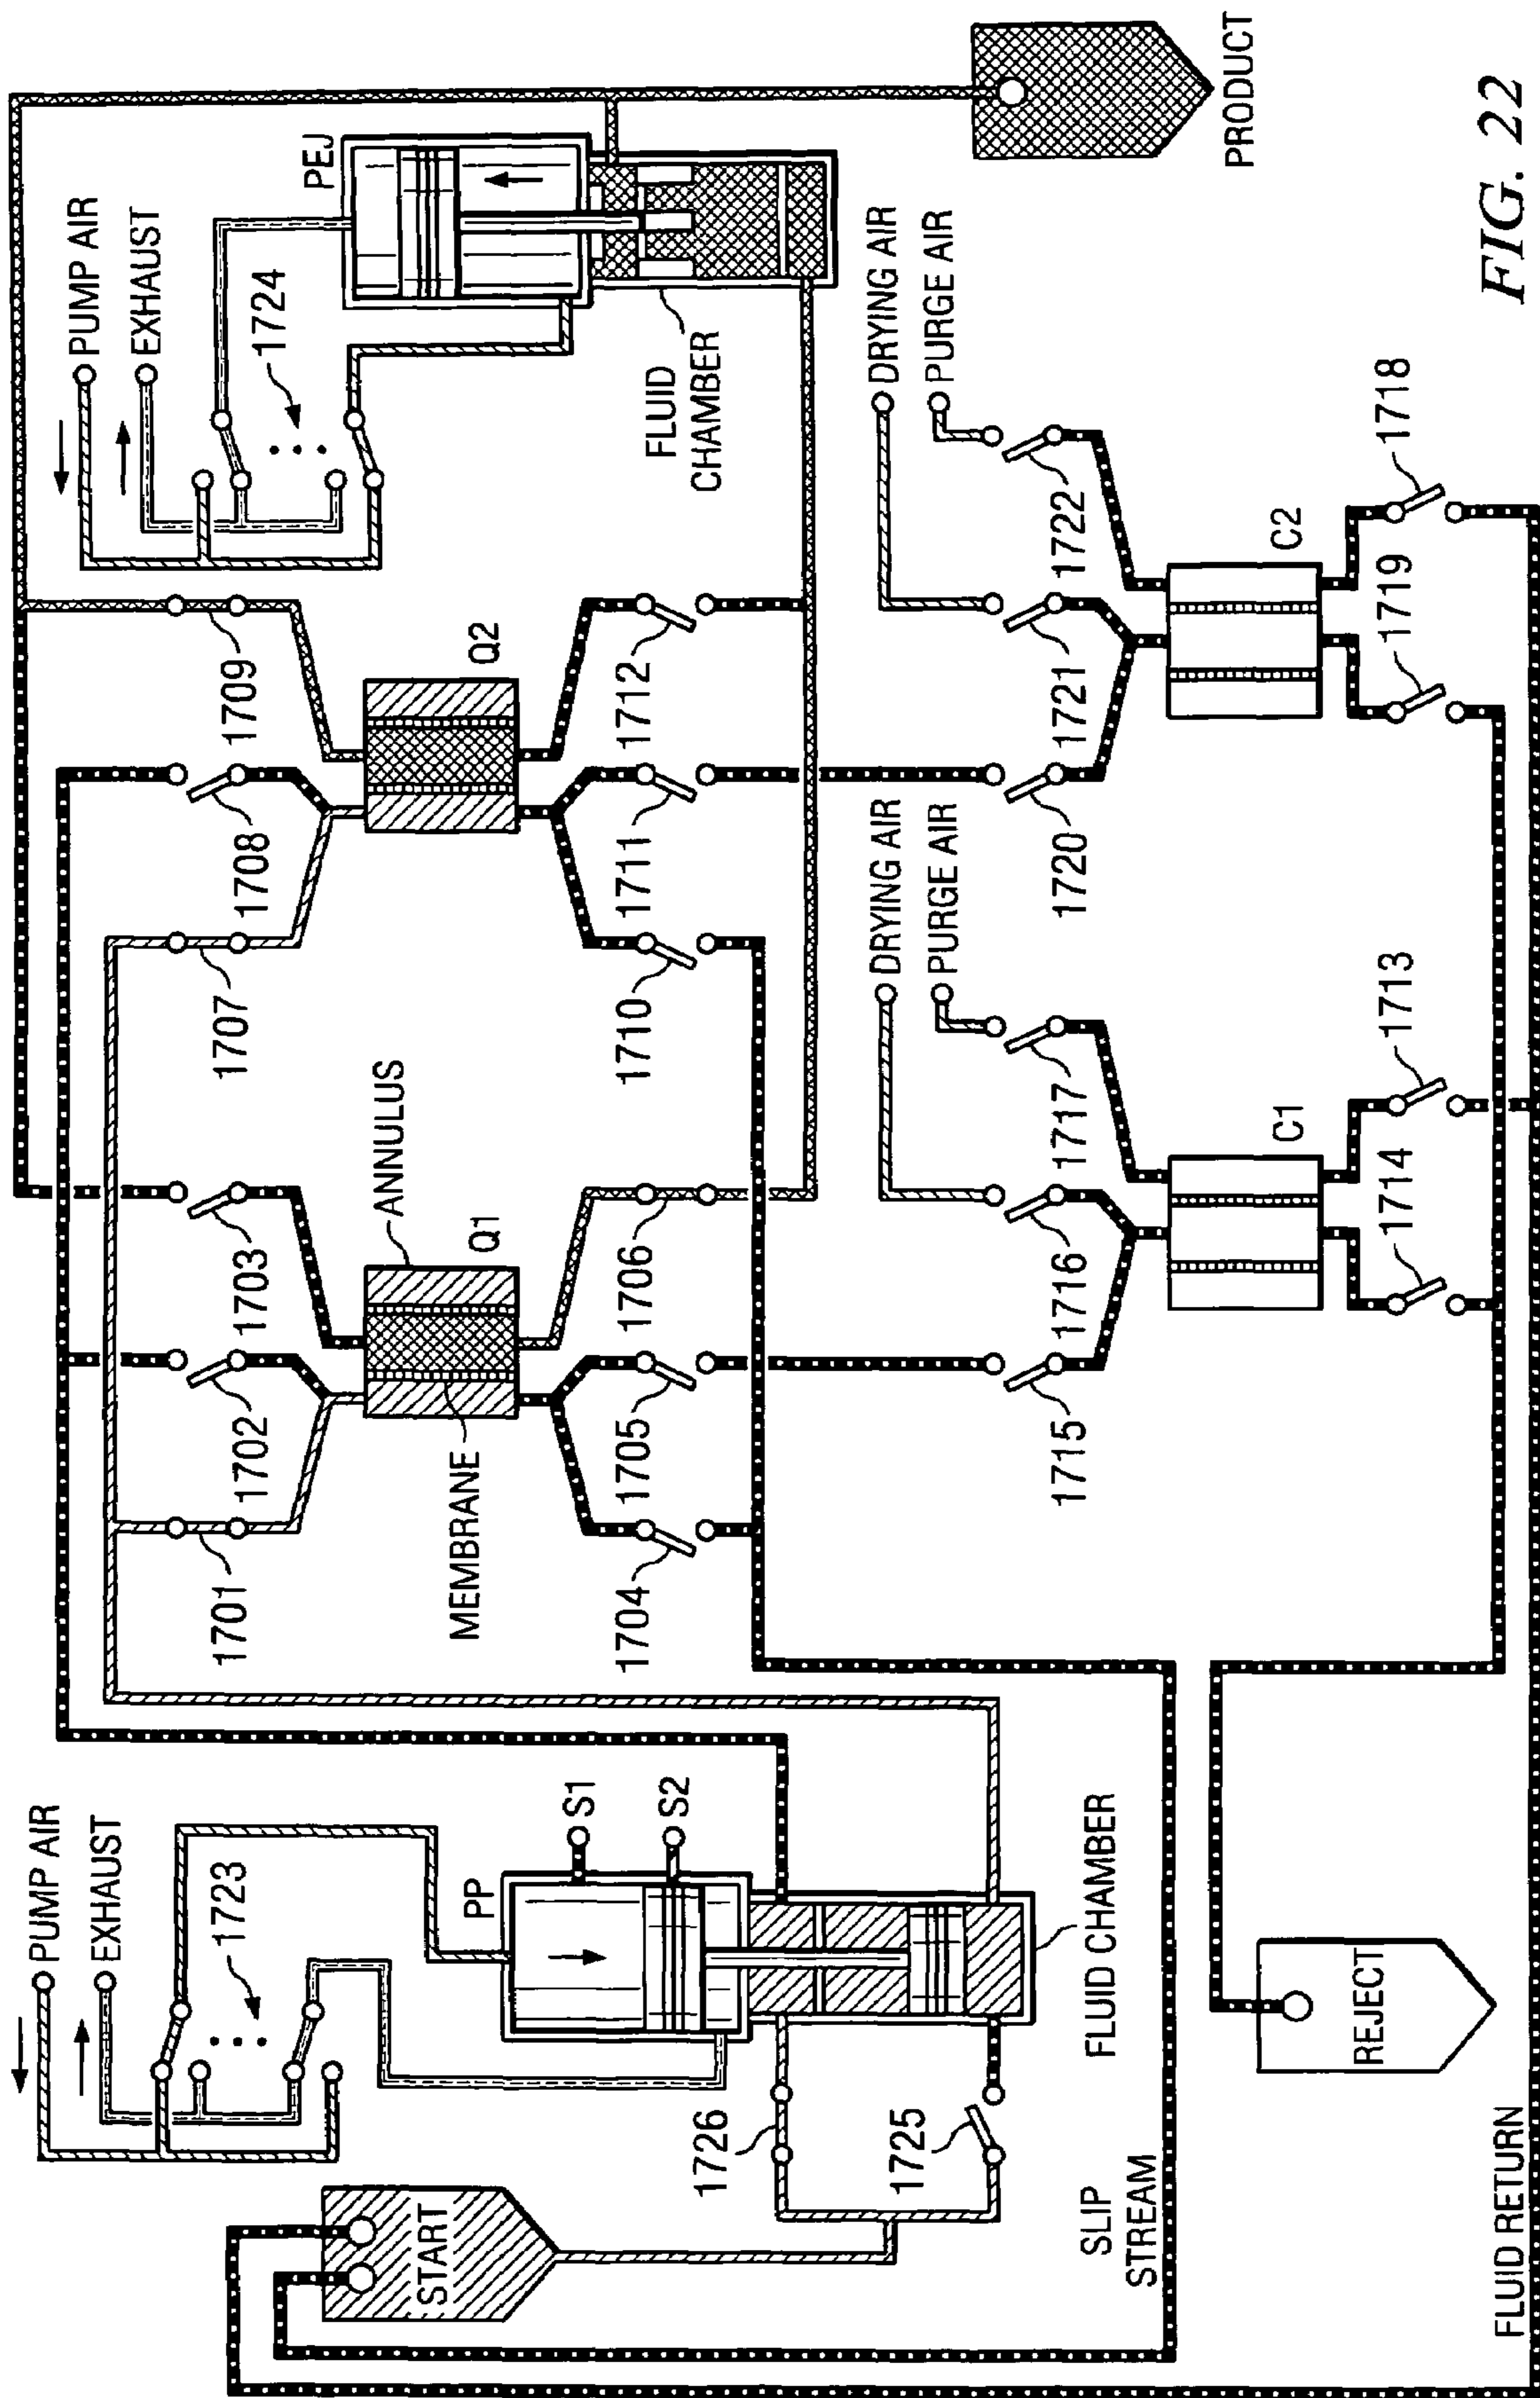 PUMP AIR
EXHAUST
1723
START
PP
S1
S2
1726
1725
FLUID CHAMBER
SLIP
STREAM
REJECT
FLUID RETURN
1701
1702
1703
ANNULUS
MEMBRANE
Q1
1704
1705
1706
1707
1708
1709
Q2
1710
1711
1712
PUMP AIR
EXHAUST
1724
PEJ
FLUID
CHAMBER
PRODUCT
DRYING AIR
PURGE AIR
1715
1716
1717
C1
1714
1713
DRYING AIR
PURGE AIR
1720
1721
1722
C2
1719
1718
FIG. 22